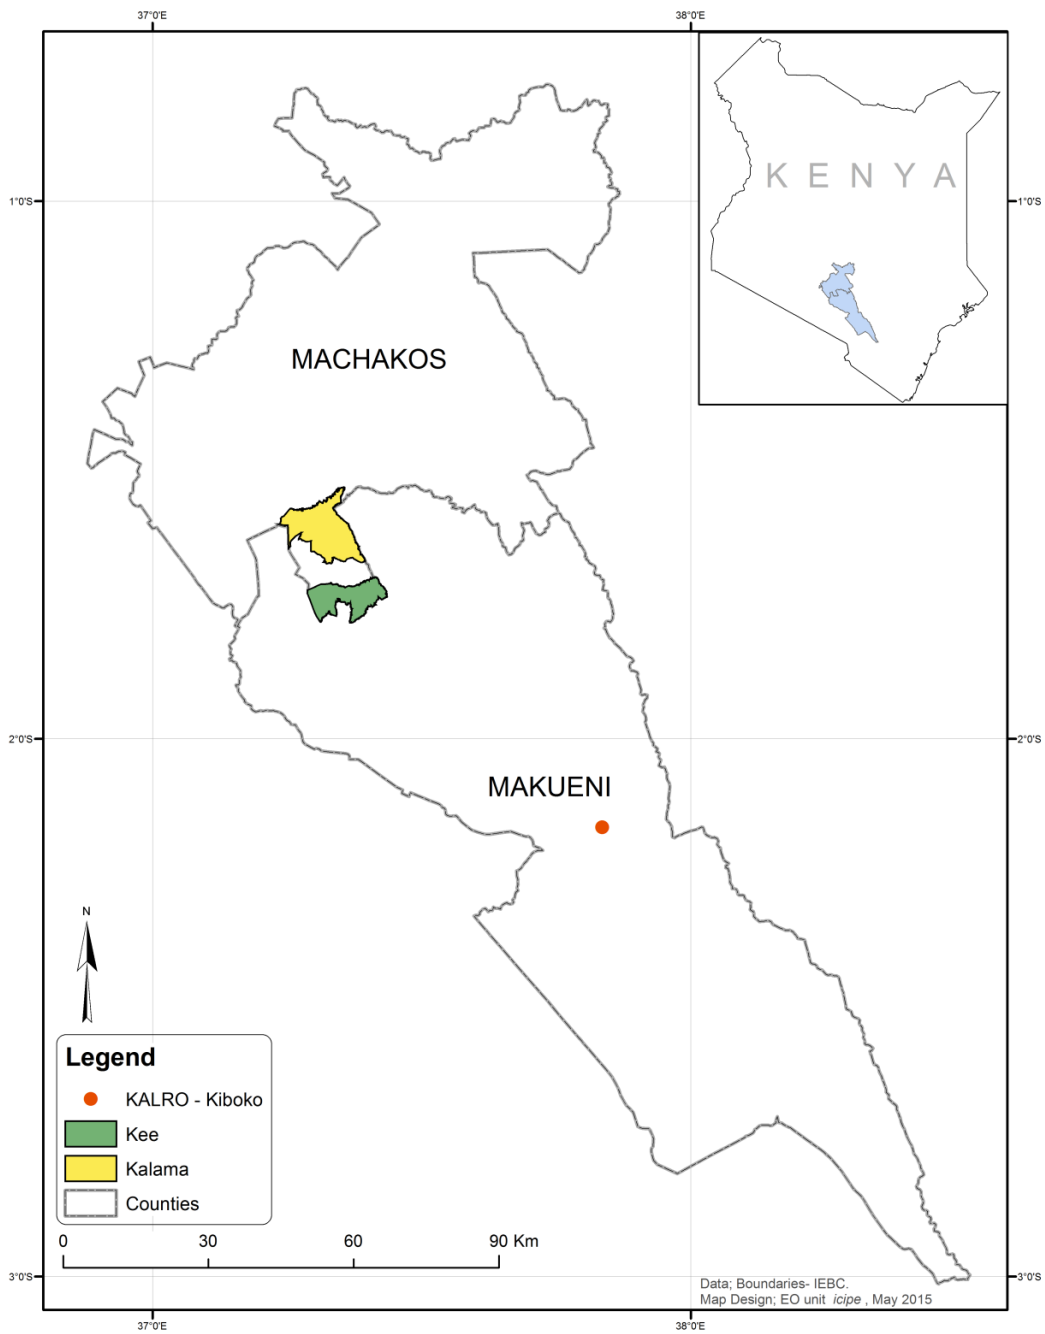 37°0'E 38°0'E
KENYA
1°0'S 1°0'S
MACHAKOS
2°0'S 2°0'S
MAKUENI
N
Legend
KALRO - Kiboko
Kee
Kalama
Counties
0 30 60 90 Km
3°0'S 3°0'S
Data; Boundaries- IEBC.
Map Design; EO unit icipe , May 2015
37°0'E 38°0'E